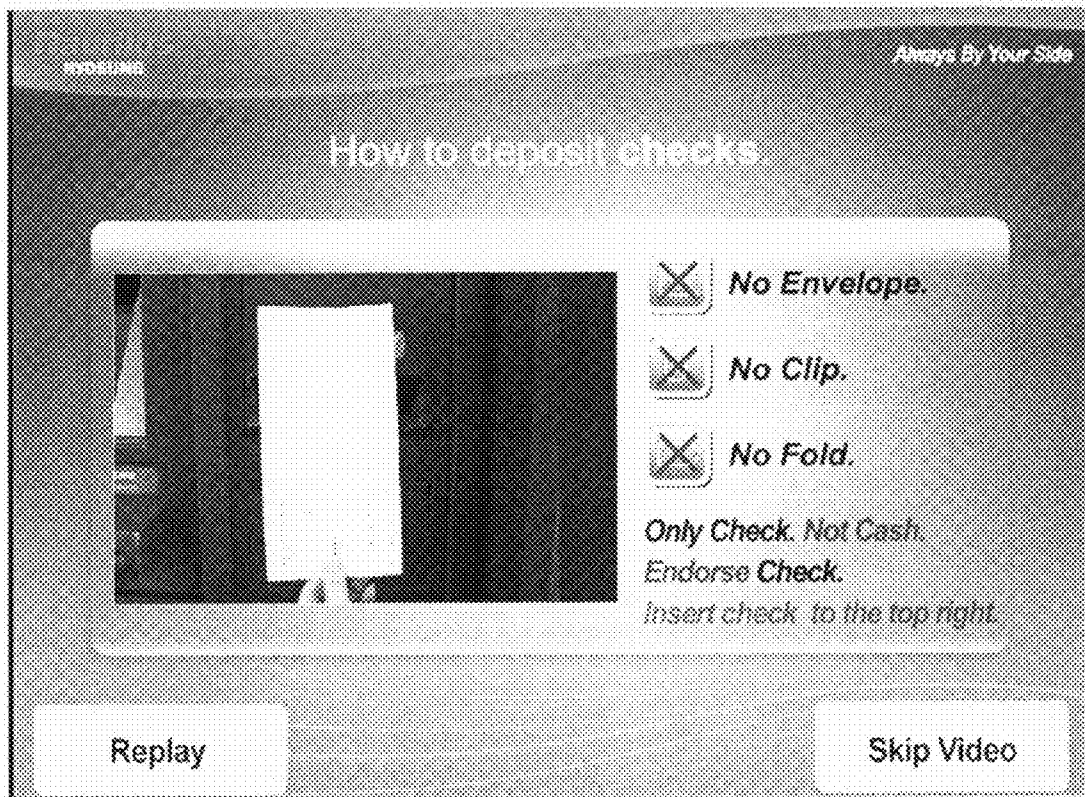 HYOSUNG
Always By Your Side
How to deposit checks
No Envelope.
No Clip.
No Fold.
Only Check. Not Cash.
Endorse Check.
Insert check to the top right.
Replay
Skip Video